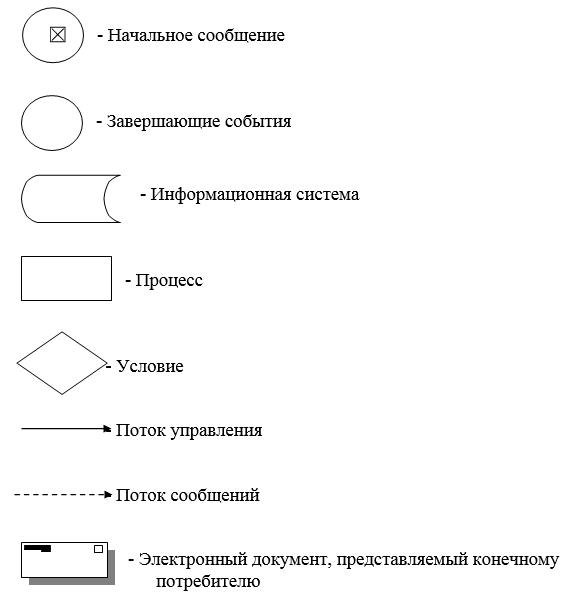 - Начальное сообщение
- Завершающие события
- Информационная система
- Процесс
- Условие
- Поток управления
- Поток сообщений
- Электронный документ, представляемый конечному
потребителю